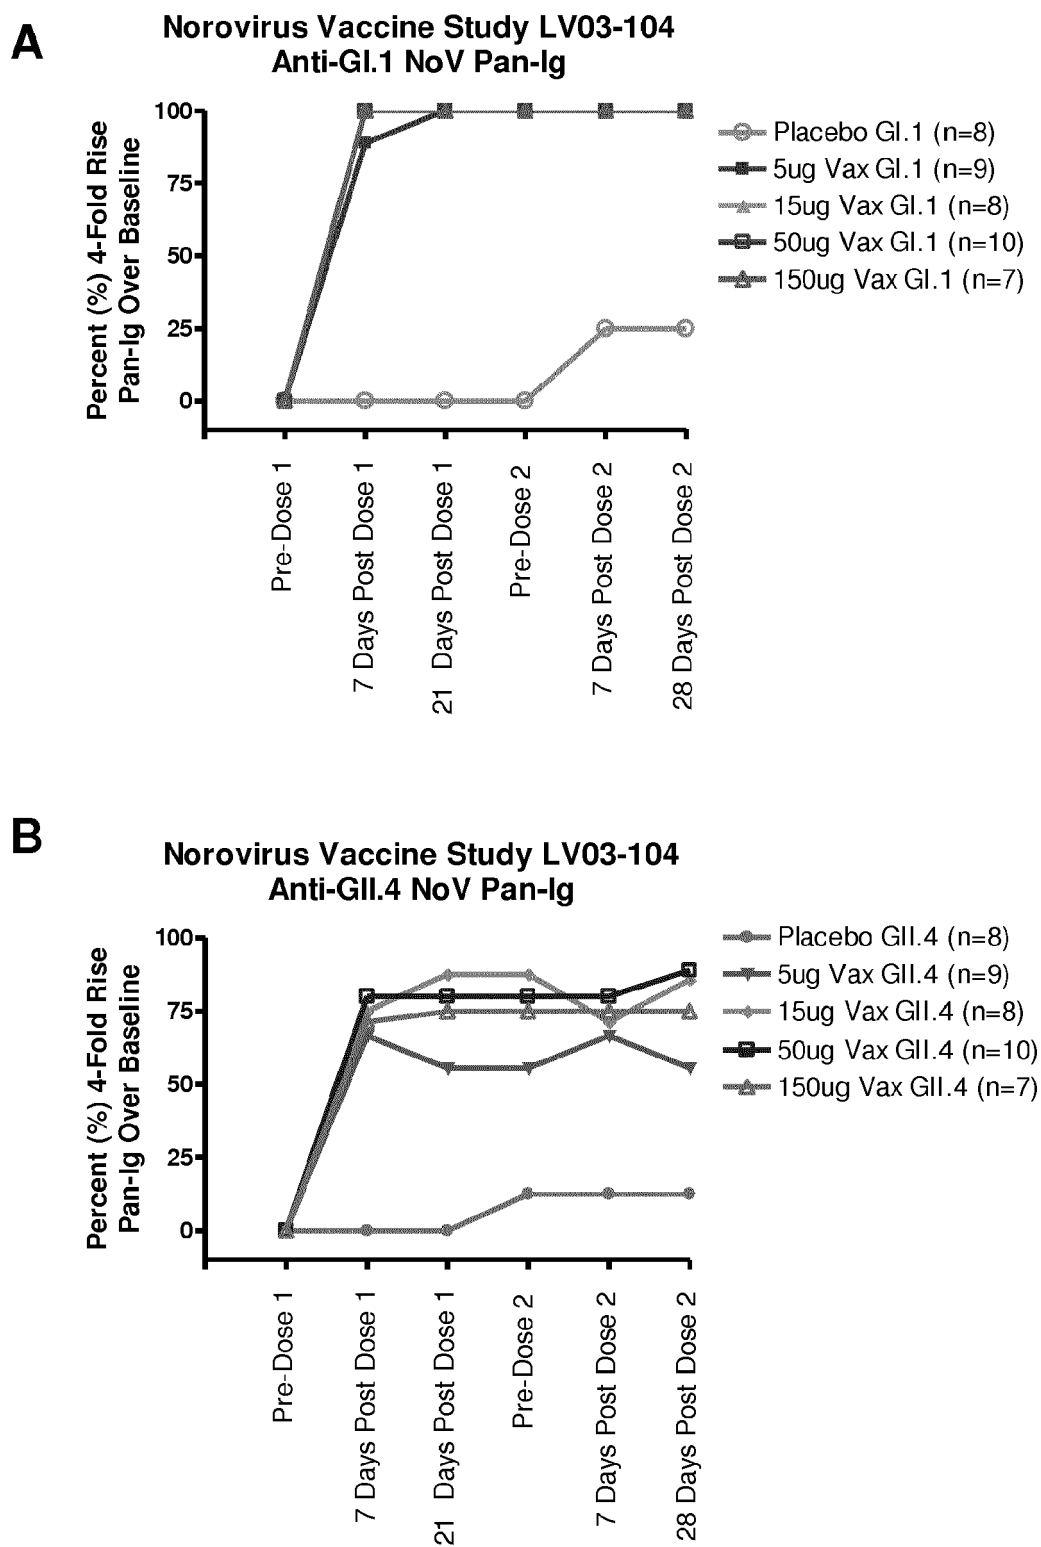 A
Norovirus Vaccine Study LV03-104
Anti-GI.1 NoV Pan-Ig
Percent (%) 4-Fold Rise
Pan-Ig Over Baseline
100
75
50
25
0
Pre-Dose 1
7 Days Post Dose 1
21 Days Post Dose 1
Pre-Dose 2
7 Days Post Dose 2
28 Days Post Dose 2
Placebo GI.1 (n=8)
5ug Vax GI.1 (n=9)
15ug Vax GI.1 (n=8)
50ug Vax GI.1 (n=10)
150ug Vax GI.1 (n=7)
B
Norovirus Vaccine Study LV03-104
Anti-GII.4 NoV Pan-Ig
Percent (%) 4-Fold Rise
Pan-Ig Over Baseline
100
75
50
25
0
Pre-Dose 1
7 Days Post Dose 1
21 Days Post Dose 1
Pre-Dose 2
7 Days Post Dose 2
28 Days Post Dose 2
Placebo GII.4 (n=8)
5ug Vax GII.4 (n=9)
15ug Vax GII.4 (n=8)
50ug Vax GII.4 (n=10)
150ug Vax GII.4 (n=7)